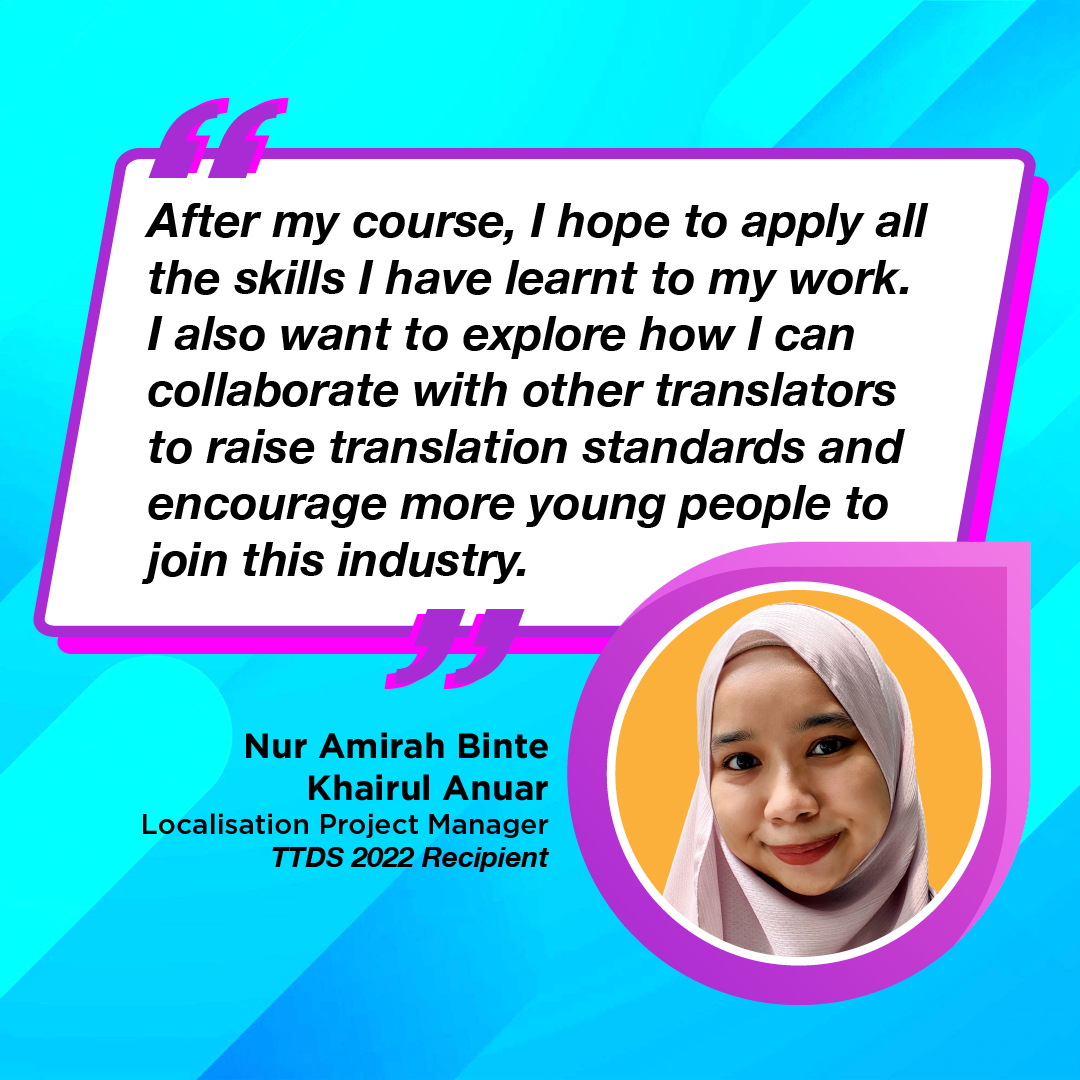 “
After my course, I hope to apply all
the skills I have learnt to my work.
I also want to explore how I can
collaborate with other translators
to raise translation standards and
encourage more young people to
join this industry.
”
Nur Amirah Binte
Khairul Anuar
Localisation Project Manager
TTDS 2022 Recipient